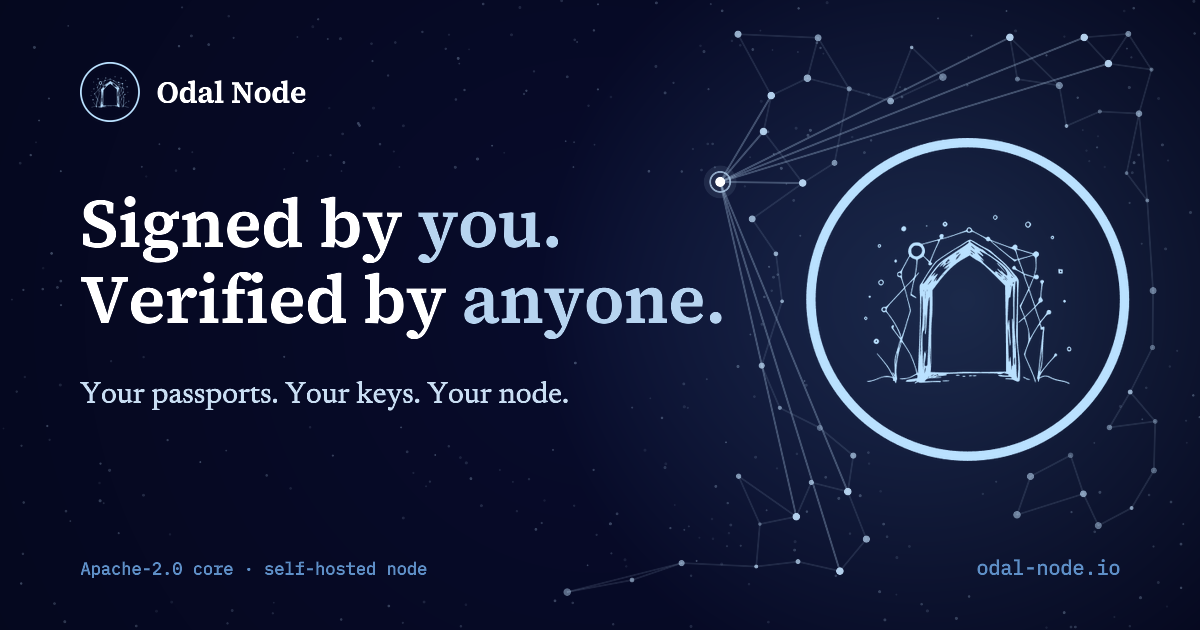 Odal Node
Signed by you.
Verified by anyone.
Your passports. Your keys. Your node.
Apache-2.0 core · self-hosted node
odal-node.io